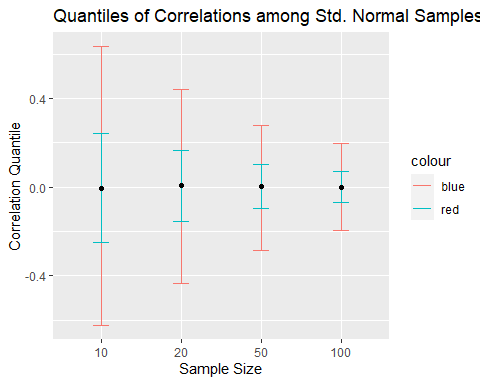 Quantiles of Correlations among Std. Normal Samples
Correlation Quantile
0.4
0.0
-0.4
10 20 50 100
Sample Size
colour
blue
red